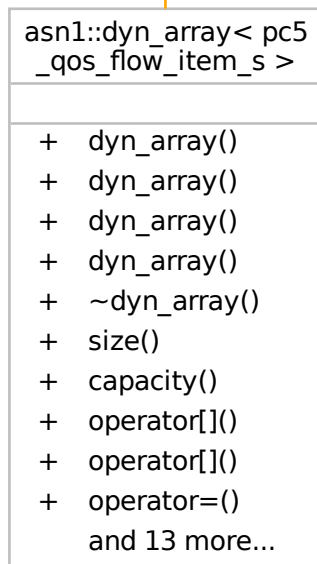 asn1::dyn_array< pc5
_qos_flow_item_s >
+ dyn_array()
+ dyn_array()
+ dyn_array()
+ dyn_array()
+ ~dyn_array()
+ size()
+ capacity()
+ operator[]()
+ operator[]()
+ operator=()
and 13 more...